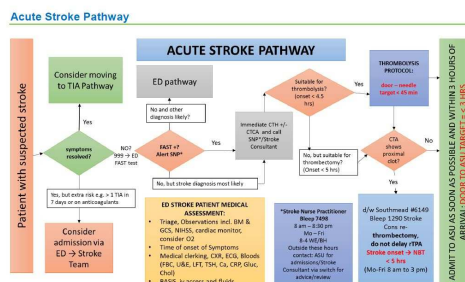 Acute Stroke Pathway
ACUTE STROKE PATHWAY
Patient with suspected stroke
Consider moving
to TIA Pathway
Yes
symptoms
resolved?
Yes, but extra risk e.g. > 1 TIA in
7 days or on anticoagulants
Consider
admission via
ED → Stroke
Team
NO?
999 → ED
FAST test
ED pathway
No and other
diagnosis likely?
FAST +?
Alert SNP*
Yes
No, but stroke diagnosis most likely
Immediate CTH +/-
CTCA and call
SNP*/Stroke
Consultant
ED STROKE PATIENT MEDICAL
ASSESSMENT:
• Triage, Observations incl. BM &
GCS, NIHSS, cardiac monitor,
consider O2
• Time of onset of Symptoms
• Medical clerking, CXR, ECG, Bloods
(FBC, U&E, LFT, TSH, Ca, CRP, Gluc,
Chol)
Suitable for
thrombolysis?
(onset < 4.5
hrs)
Yes
No, but suitable for
thrombectomy?
(Onset < 5 hrs)
*Stroke Nurse Practitioner
Bleep 7498
8 am – 8:30 pm
Mo – Fri
8-4 WE/BH
Outside these hours
contact: ASU for
admissions/Stroke
Consultant via switch for
advice/review
THROMBOLYSIS
PROTOCOL:
door – needle
target < 45 min
CTA
shows
proximal
clot?
No
Yes
d/w Southmead #6149
Bleep 1290 Stroke
Cons re-
thrombectomy,
do not delay rTPA
Stroke onset → NBT
< 5 hrs
(Mo-Fri 8 am to 3 pm)
ADMIT TO ASU AS SOON AS POSSIBLE AND WITHIN 3 HOURS OF
ARRIVAL: DOOR TO ASU TARGET = < 3 HRS